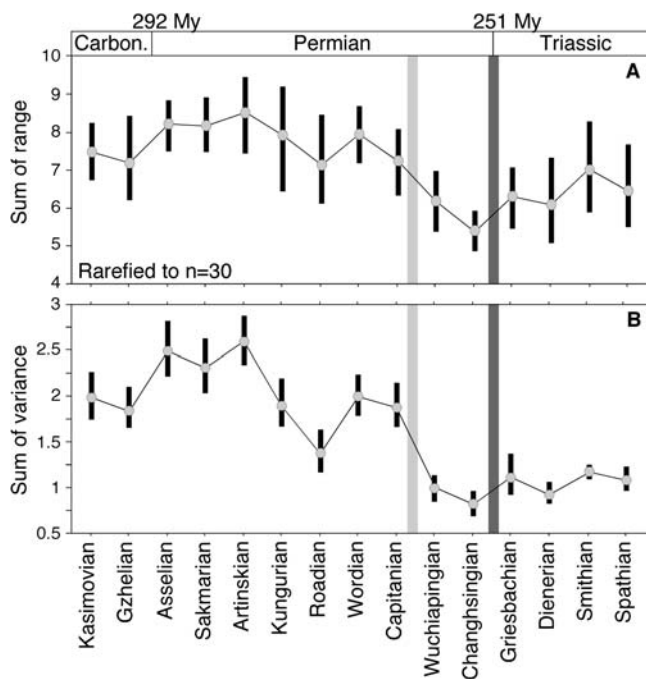 292 My 251 My
Carbon. Permian Triassic
A
10
9
8
7
6
5
4
Sum of range
Rarefied to n=30
B
3
2.5
2
1.5
1
0.5
Sum of variance
Kasimovian
Gzhelian
Asselian
Sakmarian
Artinskian
Kungurian
Roadian
Wordian
Capitanian
Wuchiapingian
Changhsingian
Griesbachian
Dienerian
Smithian
Spathian